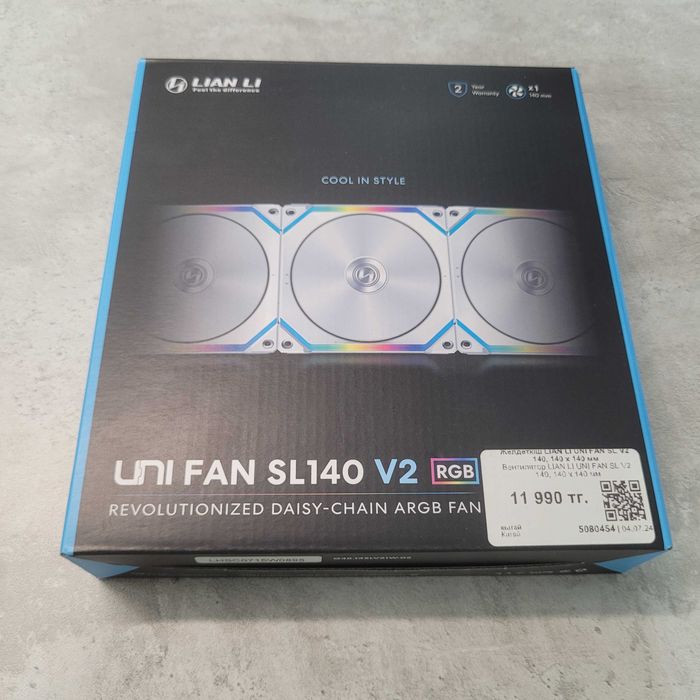 LIAN LI
Feel the difference
2 Year
Warranty
x1
140 mm
COOL IN STYLE
UNI FAN SL140 V2 RGB
REVOLUTIONIZED DAISY-CHAIN ARGB FAN
Желдеткіш LIAN LI UNI FAN SL V2
140, 140 x 140 мм
Вентилятор LIAN LI UNI FAN SL V2
140, 140 x 140 мм
11 990 тг.
Қытай
Китай
5080454 | 04.07.24